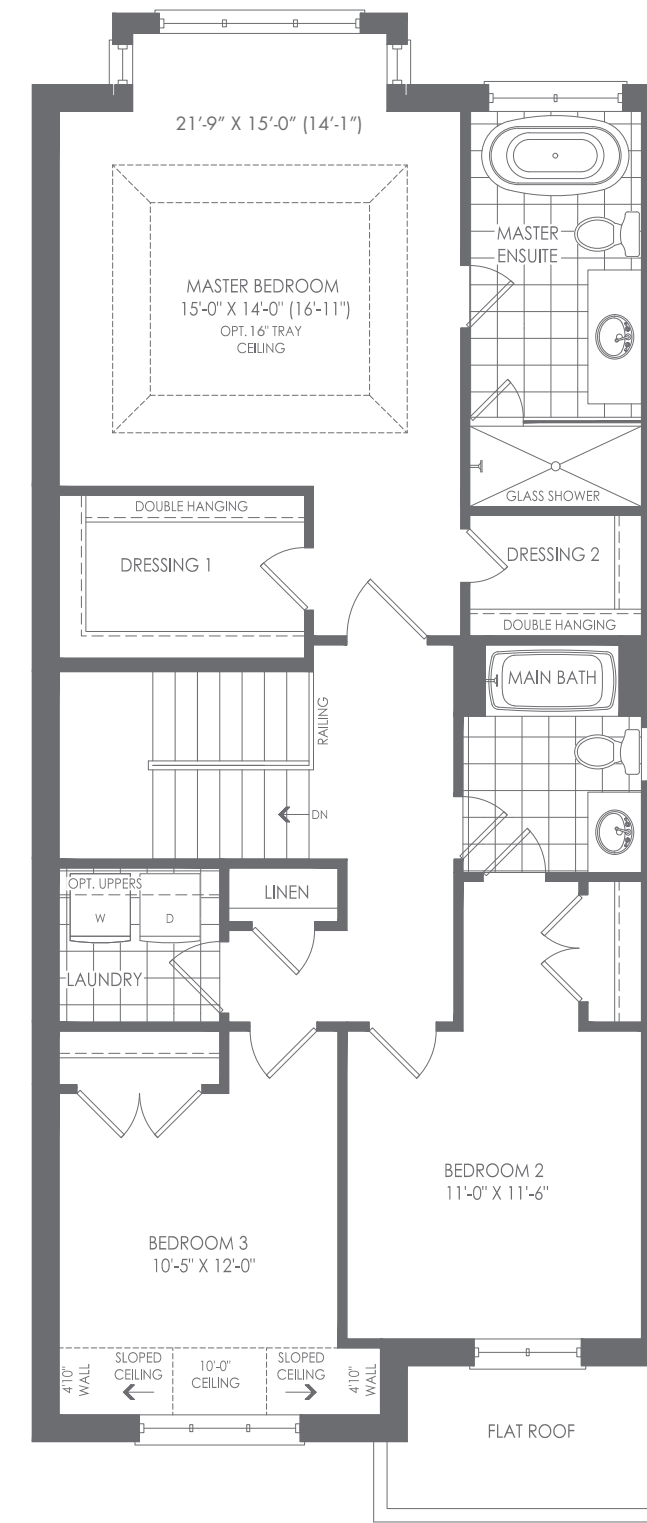 21'-9" X 15'-0" (14'-1")
MASTER
ENSUITE
MASTER BEDROOM
15'-0" X 14'-0" (16'-11")
OPT. 16" TRAY
CEILING
GLASS SHOWER
DOUBLE HANGING
DRESSING 1
DRESSING 2
DOUBLE HANGING
MAIN BATH
RAILING
DN
OPT. UPPERS
W
D
LINEN
LAUNDRY
BEDROOM 2
11'-0" X 11'-6"
BEDROOM 3
10'-5" X 12'-0"
4'10"
WALL
SLOPED
CEILING
10'-0"
CEILING
SLOPED
CEILING
4'10"
WALL
FLAT ROOF